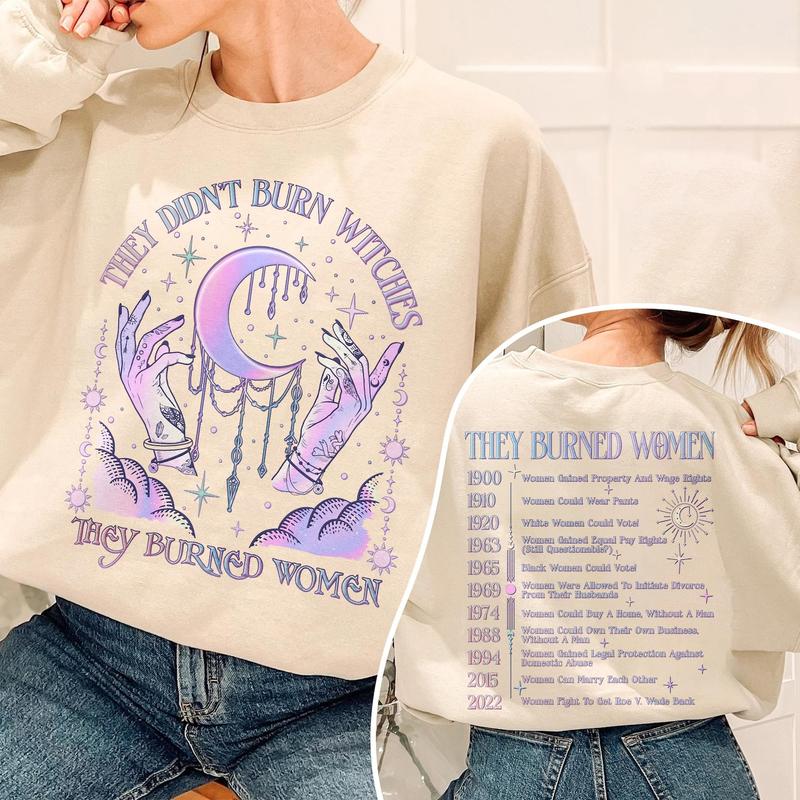 THEY DIDN'T BURN WITCHES
THEY BURNED WOMEN
THEY BURNED WOMEN
1900 Women Gained Property And Wage Rights
1910 Women Could Wear Pants
1920 White Women Could Vote!
1963 Women Gained Equal Pay Rights
(Still Questionable?)
1965 Black Women Could Vote!
1969 Women Were Allowed To Initiate Divorce
From Their Husbands
1974 Women Could Buy A Home, Without A Man
1988 Women Could Own Their Own Business,
Without A Man
1994 Women Gained Legal Protection Against
Domestic Abuse
2015 Women Can Marry Each Other
2022 Women Fight To Get Roe V. Wade Back